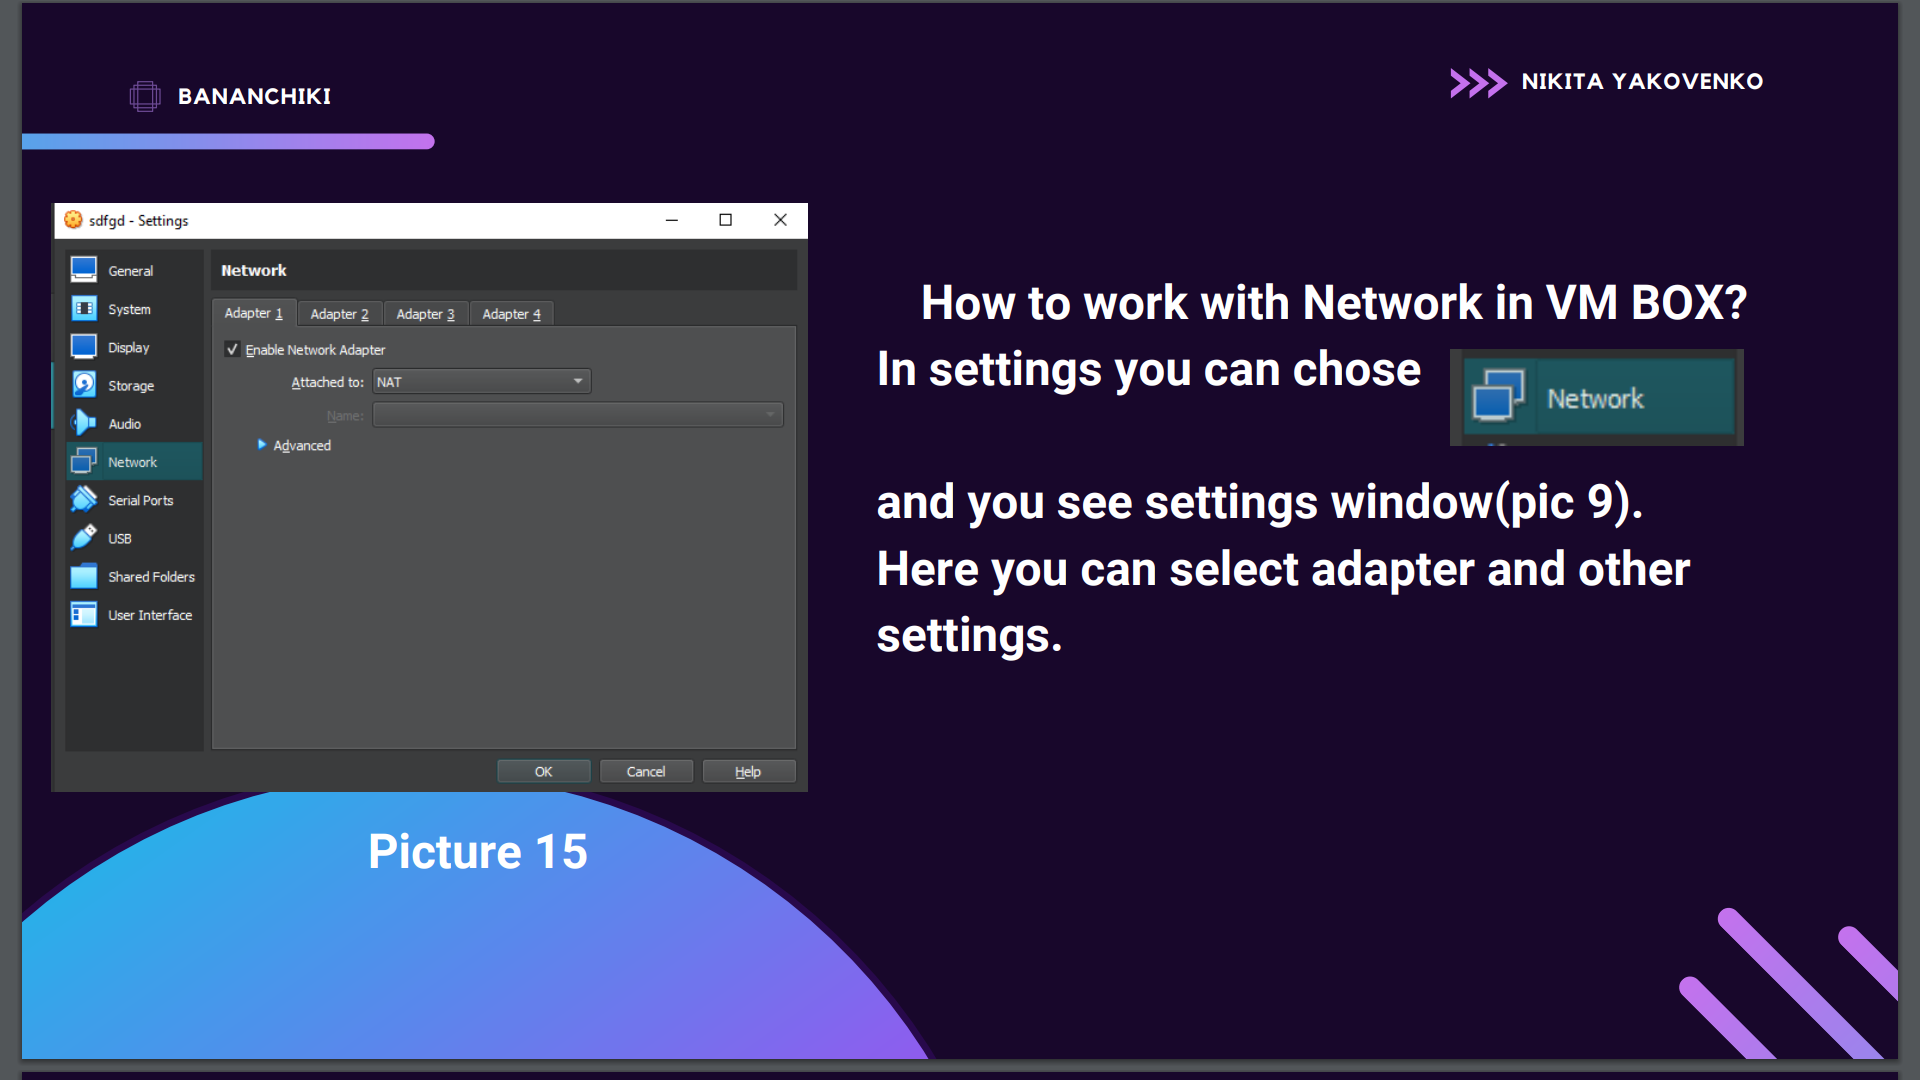 BANANCHIKI
NIKITA YAKOVENKO
sdfgd - Settings
General
System
Display
Storage
Audio
Network
Serial Ports
USB
Shared Folders
User Interface
Network
Adapter 1 Adapter 2 Adapter 3 Adapter 4
Enable Network Adapter
Attached to: NAT
Name:
Advanced
OK Cancel Help
Picture 15
How to work with Network in VM BOX?
In settings you can chose
Network
and you see settings window(pic 9).
Here you can select adapter and other
settings.